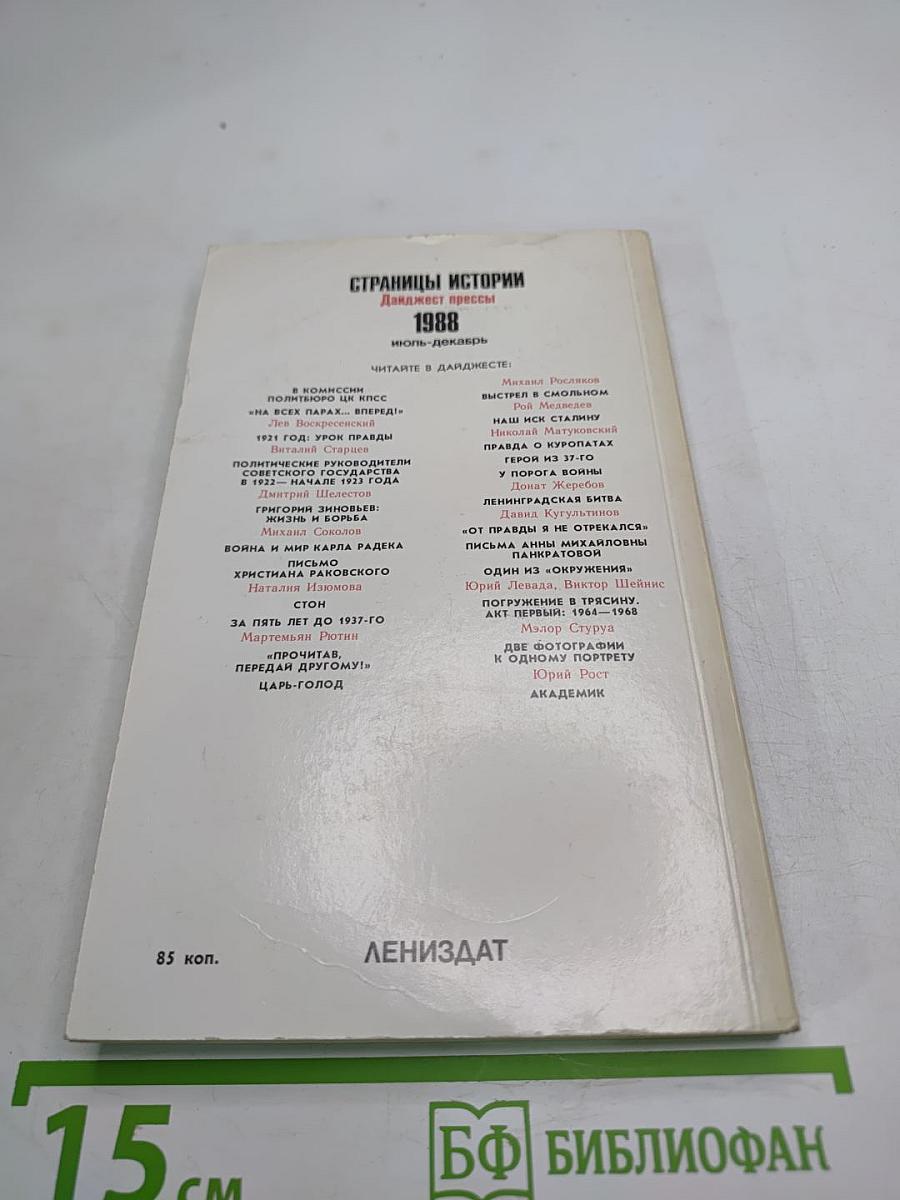 СТРАНИЦЫ ИСТОРИИ
Дайджест прессы
1988
июль-декабрь
ЧИТАЙТЕ В ДАЙДЖЕСТЕ:
В КОМИССИИ
ПОЛИТБЮРО ЦК КПСС
«НА ВСЕХ ПАРАХ... ВПЕРЕД!»
Лев Воскресенский
1921 ГОД: УРОК ПРАВДЫ
Виталий Старцев
ПОЛИТИЧЕСКИЕ РУКОВОДИТЕЛИ
СОВЕТСКОГО ГОСУДАРСТВА
В 1922— НАЧАЛЕ 1923 ГОДА
Дмитрий Шелестов
ГРИГОРИЙ ЗИНОВЬЕВ:
ЖИЗНЬ И БОРЬБА
Михаил Соколов
ВОЙНА И МИР КАРЛА РАДЕКА
ПИСЬМО
ХРИСТИАНА РАКОВСКОГО
Наталия Изюмова
СТОН
ЗА ПЯТЬ ЛЕТ ДО 1937-ГО
Мартемьян Рютин
«ПРОЧИТАВ,
ПЕРЕДАЙ ДРУГОМУ!»
ЦАРЬ-ГОЛОД
Михаил Росляков
ВЫСТРЕЛ В СМОЛЬНОМ
Рой Медведев
НАШ ИСК СТАЛИНУ
Николай Матуковский
ПРАВДА О КУРОПАТАХ
ГЕРОЙ ИЗ 37-ГО
У ПОРОГА ВОЙНЫ
Донат Жеребов
ЛЕНИНГРАДСКАЯ БИТВА
Давид Кугультинов
«ОТ ПРАВДЫ Я НЕ ОТРЕКАЛСЯ»
ПИСЬМА АННЫ МИХАЙЛОВНЫ
ПАНКРАТОВОЙ
ОДИН ИЗ «ОКРУЖЕНИЯ»
Юрий Левада, Виктор Шейнис
ПОГРУЖЕНИЕ В ТРЯСИНУ.
АКТ ПЕРВЫЙ: 1964—1968
Мэлор Стуруа
ДВЕ ФОТОГРАФИИ
К ОДНОМУ ПОРТРЕТУ
Юрий Рост
АКАДЕМИК
85 коп.
ЛЕНИЗДАТ
15 см
БФ БИБЛИОФАН